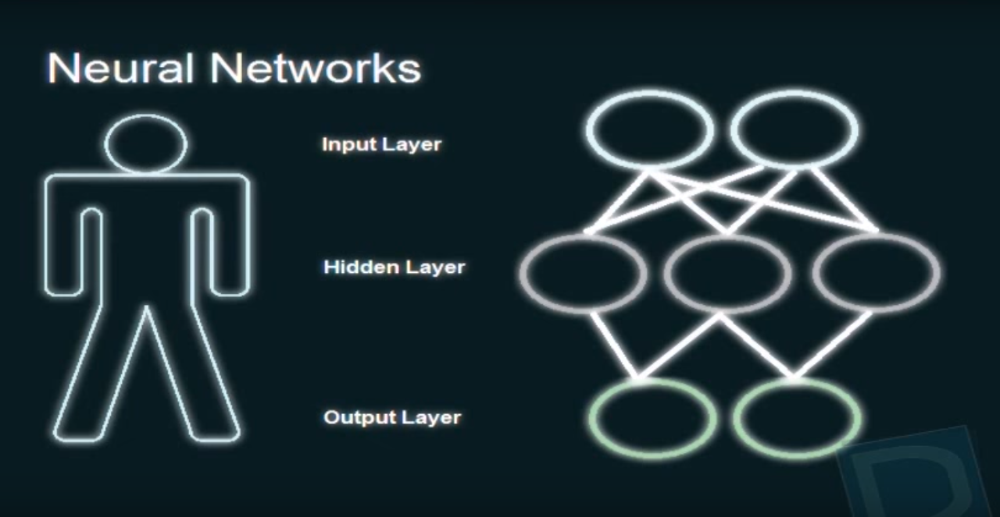 Neural Networks
Input Layer
Hidden Layer
Output Layer
D